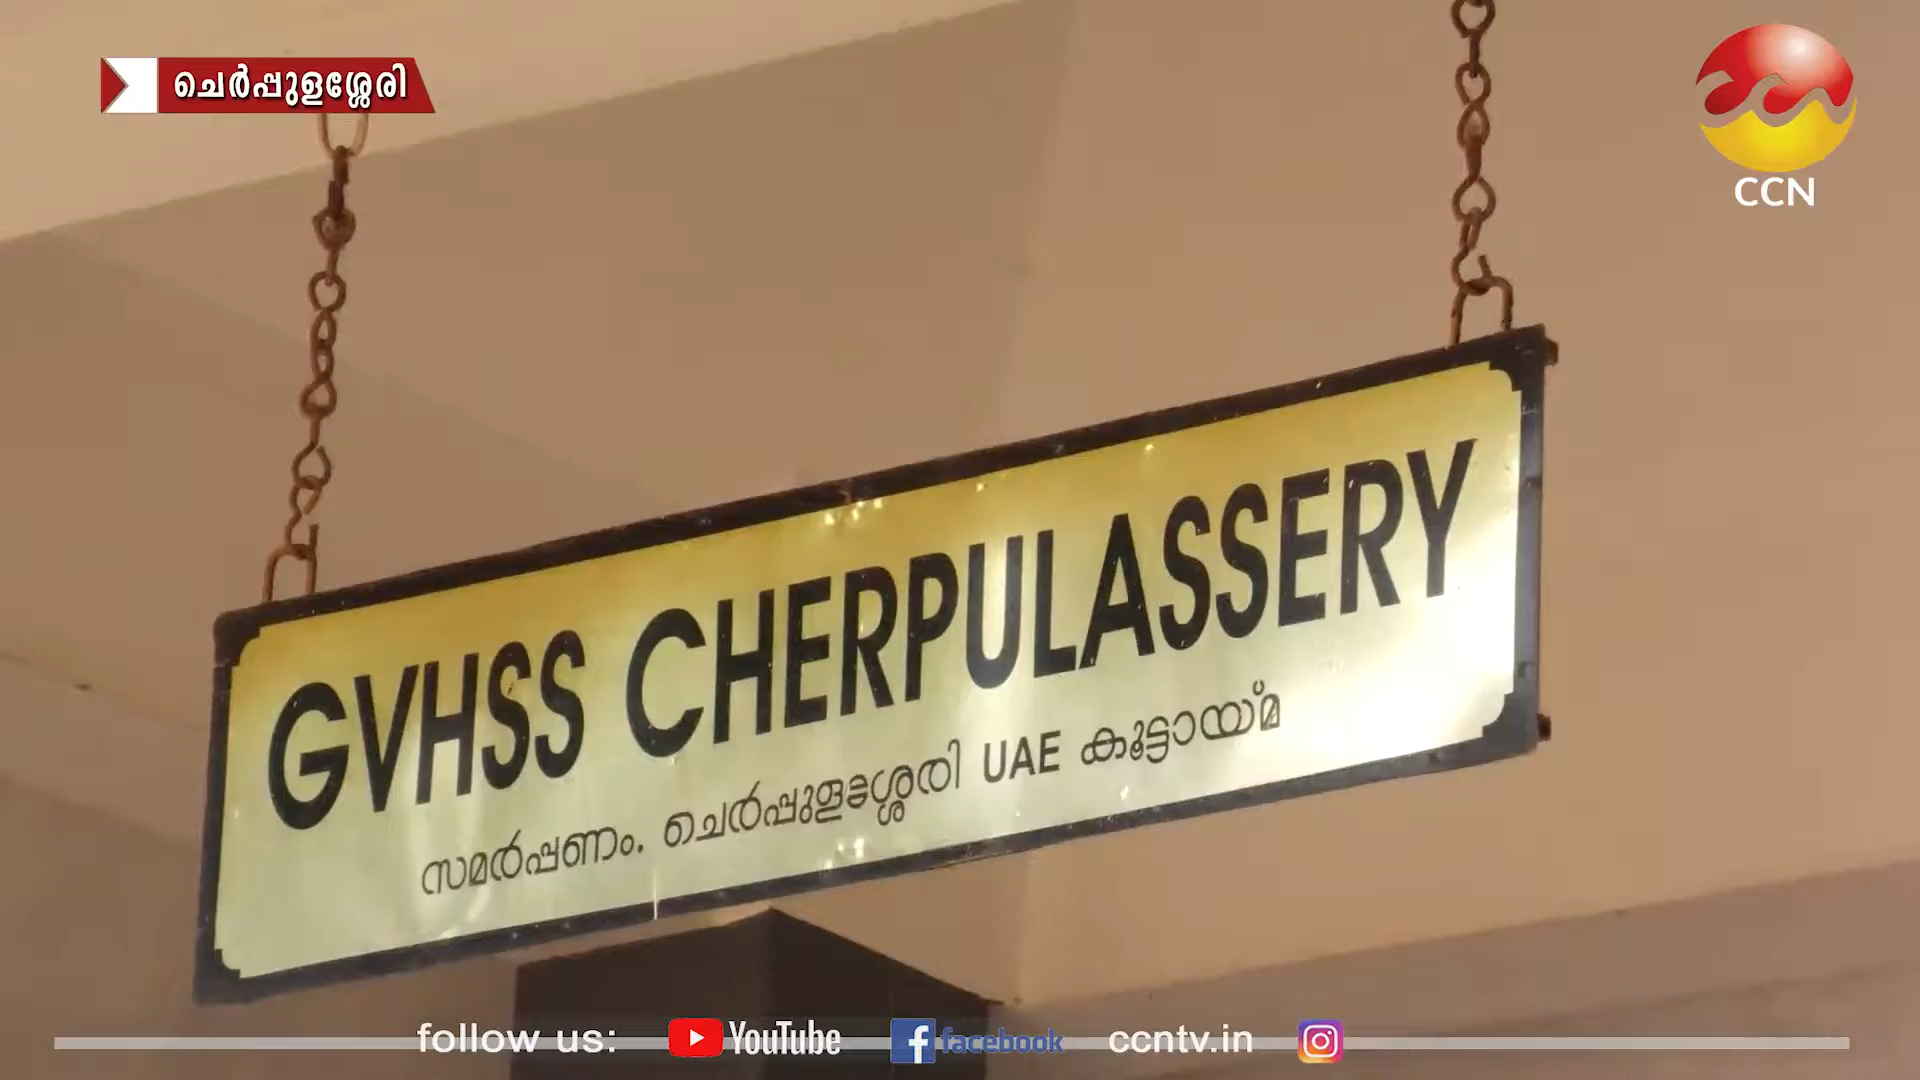 ചെർപ്പുളശ്ശേരി
CCN
GVHSS CHERPULASSERY
സമർപ്പണം. ചെർപ്പുളശ്ശേരി UAE കൂട്ടായ്മ
follow us: YouTube facebook ccntv.in